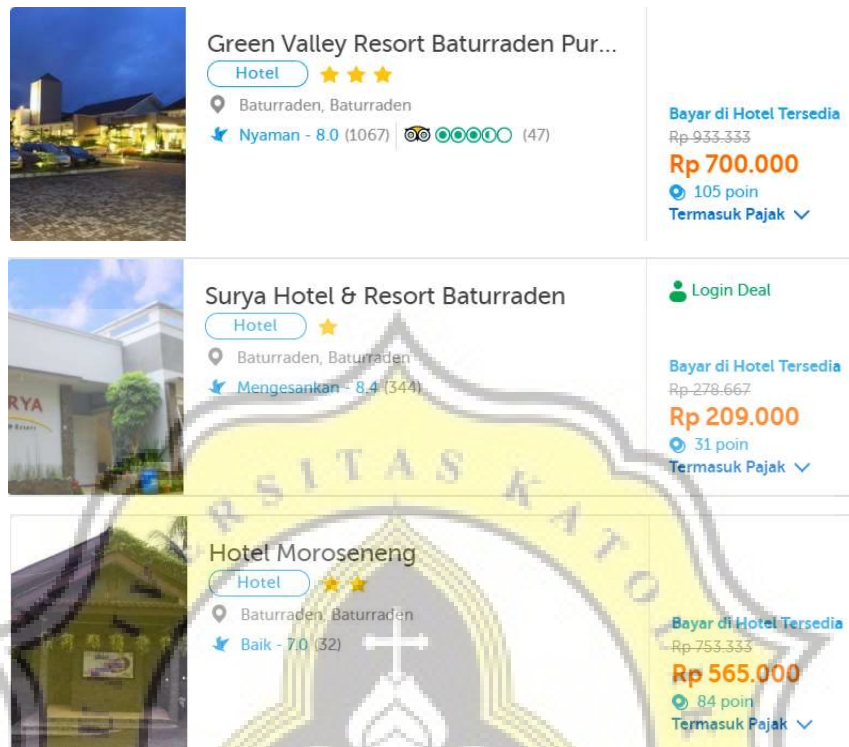 Green Valley Resort Baturraden Pur...
Hotel
Baturraden, Baturraden
Nyaman - 8.0 (1067) (47)
Bayar di Hotel Tersedia
Rp 933.333
Rp 700.000
105 poin
Termasuk Pajak
Surya Hotel & Resort Baturraden
Hotel
Baturraden, Baturraden
Mengesankan - 8.4 (344)
RYA
Login Deal
Bayar di Hotel Tersedia
Rp 278.667
Rp 209.000
31 poin
Termasuk Pajak
RSITAS KATO
Hotel Moroseneng
Hotel
Baturraden, Baturraden
Baik - 7.0 (32)
Bayar di Hotel Tersedia
Rp 753.333
Rp 565.000
84 poin
Termasuk Pajak